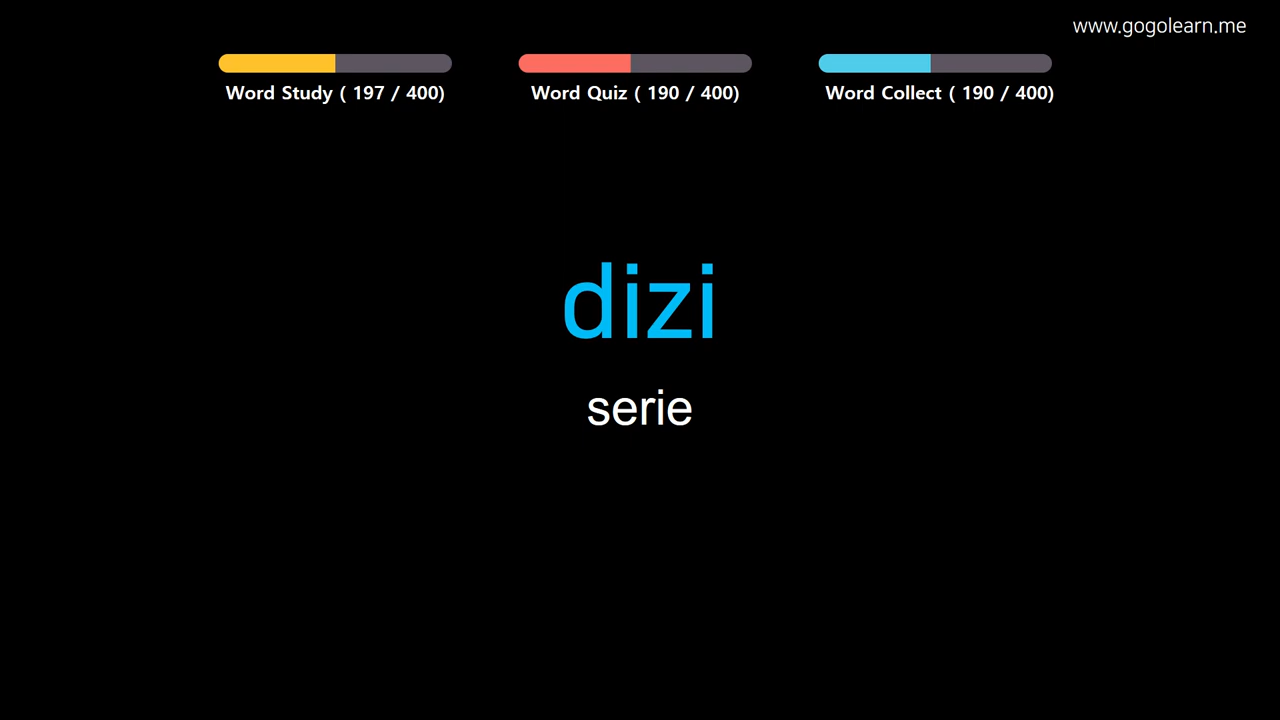 www.gogolearn.me
Word Study ( 197 / 400)
Word Quiz ( 190 / 400)
Word Collect ( 190 / 400)
dizi
serie